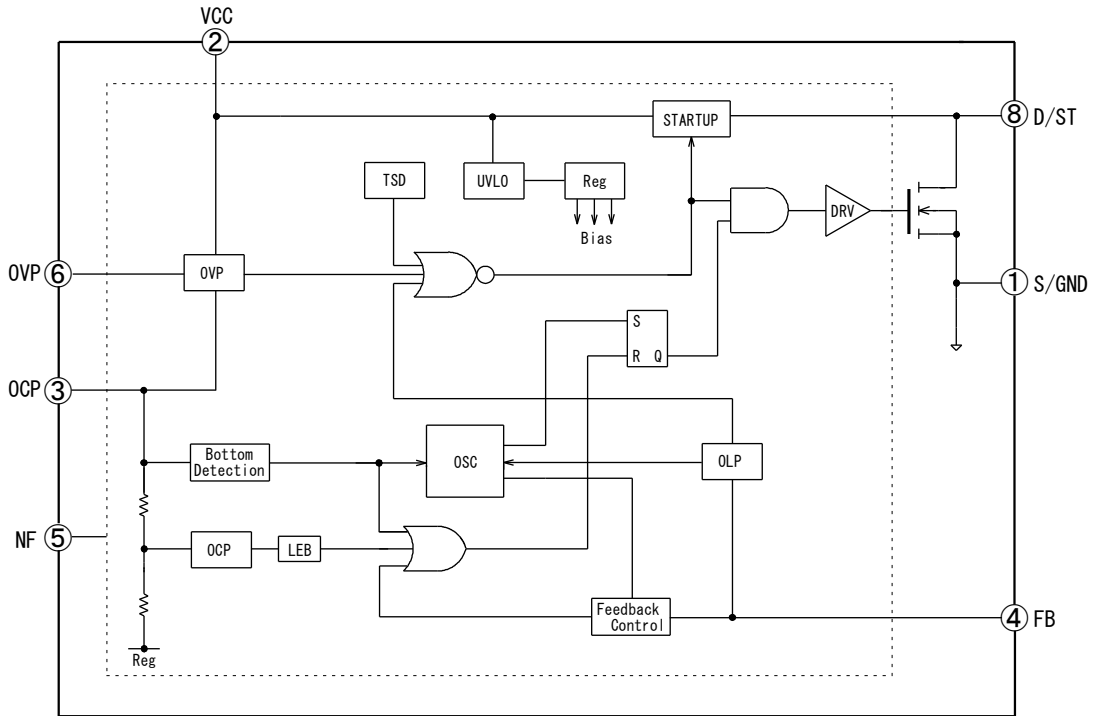 VCC
②
STARTUP
⑧ D/ST
TSD
UVLO
Reg
Bias
DRV
OVP ⑥
OVP
① S/GND
S
R Q
OCP ③
Bottom
Detection
OSC
OLP
NF ⑤
OCP
LEB
Feedback
Control
④ FB
Reg